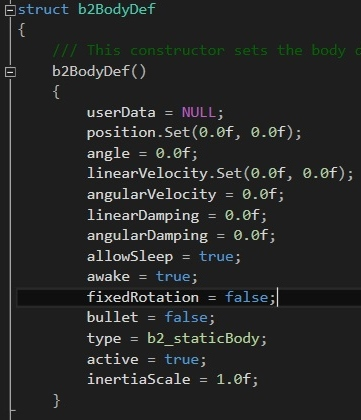 struct b2BodyDef
{
/// This constructor sets the body
b2BodyDef()
{
userData = NULL;
position.Set(0.0f, 0.0f);
angle = 0.0f;
linearVelocity.Set(0.0f, 0.0f);
angularVelocity = 0.0f;
linearDamping = 0.0f;
angularDamping = 0.0f;
allowSleep = true;
awake = true;
fixedRotation = false;
bullet = false;
type = b2_staticBody;
active = true;
inertiaScale = 1.0f;
}